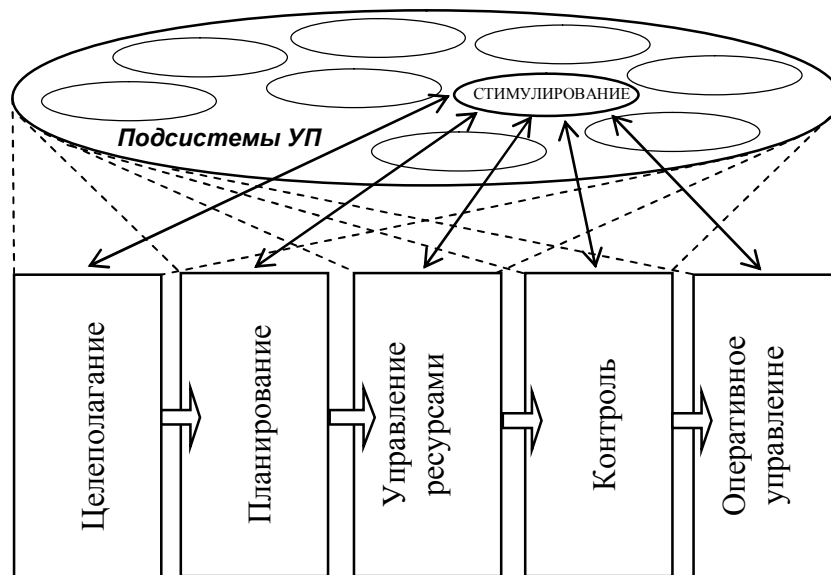 СТИМУЛИРОВАНИЕ
Подсистемы УП
Целеполагание
Планирование
Управление
ресурсами
Контроль
Оперативное
управлеине